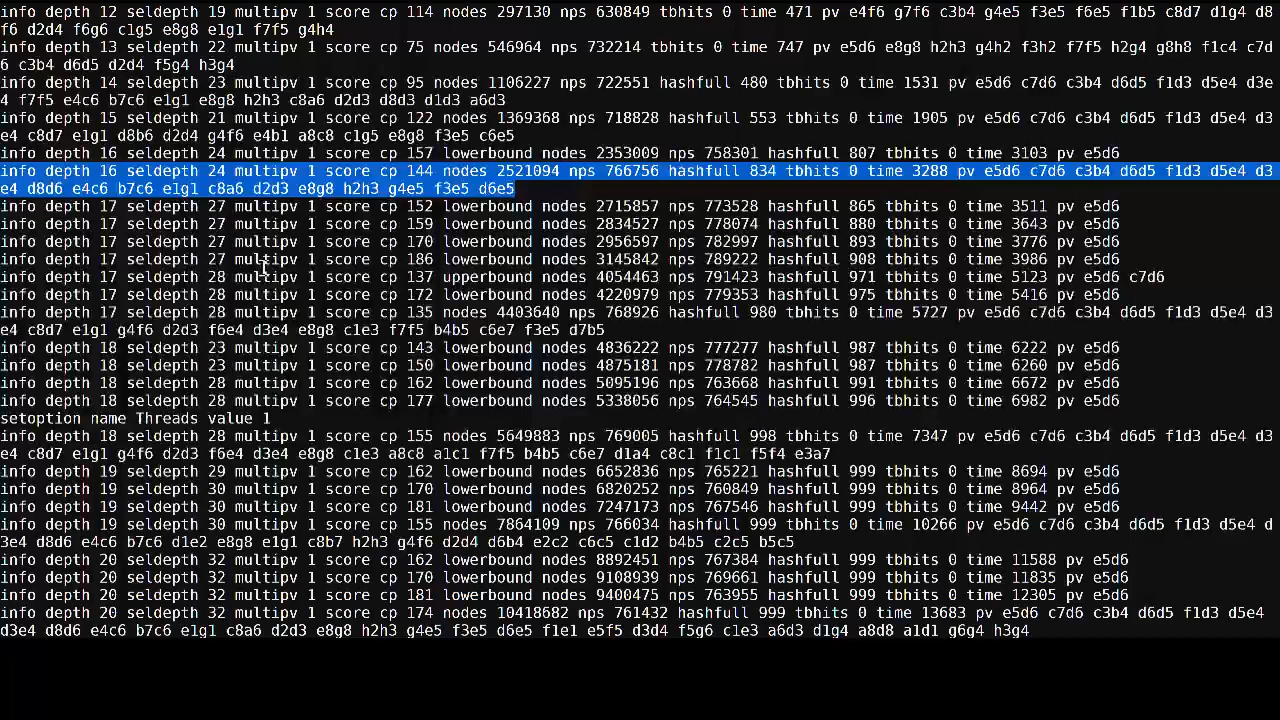 info depth 12 seldepth 19 multipv 1 score cp 114 nodes 297130 nps 630849 tbhits 0 time 471 pv e4f6 g7f6 c3b4 g4e5 f3e5 f6e5 f1b5 c8d7 d1g4 d8
f6 d2d4 f6g6 c1g5 e8g8 e1g1 f7f5 g4h4
info depth 13 seldepth 22 multipv 1 score cp 75 nodes 546964 nps 732214 tbhits 0 time 747 pv e5d6 e8g8 h2h3 g4h2 f3h2 f7f5 h2g4 g8h8 f1c4 c7d
6 c3b4 d6d5 d2d4 f5g4 h3g4
info depth 14 seldepth 23 multipv 1 score cp 95 nodes 1106227 nps 722551 hashfull 480 tbhits 0 time 1531 pv e5d6 c7d6 c3b4 d6d5 f1d3 d5e4 d3e
4 f7f5 e4c6 b7c6 e1g1 e8g8 h2h3 c8a6 d2d3 d8d3 d1d3 a6d3
info depth 15 seldepth 21 multipv 1 score cp 122 nodes 1369368 nps 718828 hashfull 553 tbhits 0 time 1905 pv e5d6 c7d6 c3b4 d6d5 f1d3 d5e4 d3
e4 c8d7 e1g1 d8b6 d2d4 g4f6 e4b1 a8c8 c1g5 e8g8 f3e5 c6e5
info depth 16 seldepth 24 multipv 1 score cp 157 lowerbound nodes 2353009 nps 758301 hashfull 807 tbhits 0 time 3103 pv e5d6
info depth 16 seldepth 24 multipv 1 score cp 144 nodes 2521094 nps 766756 hashfull 834 tbhits 0 time 3288 pv e5d6 c7d6 c3b4 d6d5 f1d3 d5e4 d3
e4 d8d6 e4c6 b7c6 e1g1 c8a6 d2d3 e8g8 h2h3 g4e5 f3e5 d6e5
info depth 17 seldepth 27 multipv 1 score cp 152 lowerbound nodes 2715857 nps 773528 hashfull 865 tbhits 0 time 3511 pv e5d6
info depth 17 seldepth 27 multipv 1 score cp 159 lowerbound nodes 2834527 nps 778074 hashfull 880 tbhits 0 time 3643 pv e5d6
info depth 17 seldepth 27 multipv 1 score cp 170 lowerbound nodes 2956597 nps 782997 hashfull 893 tbhits 0 time 3776 pv e5d6
info depth 17 seldepth 27 multipv 1 score cp 186 lowerbound nodes 3145842 nps 789222 hashfull 908 tbhits 0 time 3986 pv e5d6
info depth 17 seldepth 28 multipv 1 score cp 137 upperbound nodes 4054463 nps 791423 hashfull 971 tbhits 0 time 5123 pv e5d6 c7d6
info depth 17 seldepth 28 multipv 1 score cp 172 lowerbound nodes 4220979 nps 779353 hashfull 975 tbhits 0 time 5416 pv e5d6
info depth 17 seldepth 28 multipv 1 score cp 135 nodes 4403640 nps 768926 hashfull 980 tbhits 0 time 5727 pv e5d6 c7d6 c3b4 d6d5 f1d3 d5e4 d3
e4 c8d7 e1g1 g4f6 d2d3 f6e4 d3e4 e8g8 c1e3 f7f5 b4b5 c6e7 f3e5 d7b5
info depth 18 seldepth 23 multipv 1 score cp 143 lowerbound nodes 4836222 nps 777277 hashfull 987 tbhits 0 time 6222 pv e5d6
info depth 18 seldepth 23 multipv 1 score cp 150 lowerbound nodes 4875181 nps 778782 hashfull 987 tbhits 0 time 6260 pv e5d6
info depth 18 seldepth 28 multipv 1 score cp 162 lowerbound nodes 5095196 nps 763668 hashfull 991 tbhits 0 time 6672 pv e5d6
info depth 18 seldepth 28 multipv 1 score cp 177 lowerbound nodes 5338056 nps 764545 hashfull 996 tbhits 0 time 6982 pv e5d6
setoption name Threads value 1
info depth 18 seldepth 28 multipv 1 score cp 155 nodes 5649883 nps 769005 hashfull 998 tbhits 0 time 7347 pv e5d6 c7d6 c3b4 d6d5 f1d3 d5e4 d3
e4 c8d7 e1g1 g4f6 d2d3 f6e4 d3e4 e8g8 c1e3 a8c8 a1c1 f7f5 b4b5 c6e7 d1a4 c8c1 f1c1 f5f4 e3a7
info depth 19 seldepth 29 multipv 1 score cp 162 lowerbound nodes 6652836 nps 765221 hashfull 999 tbhits 0 time 8694 pv e5d6
info depth 19 seldepth 30 multipv 1 score cp 170 lowerbound nodes 6820252 nps 760849 hashfull 999 tbhits 0 time 8964 pv e5d6
info depth 19 seldepth 30 multipv 1 score cp 181 lowerbound nodes 7247173 nps 767546 hashfull 999 tbhits 0 time 9442 pv e5d6
info depth 19 seldepth 30 multipv 1 score cp 155 nodes 7864109 nps 766034 hashfull 999 tbhits 0 time 10266 pv e5d6 c7d6 c3b4 d6d5 f1d3 d5e4 d
3e4 d8d6 e4c6 b7c6 d1e2 e8g8 e1g1 c8b7 h2h3 g4f6 d2d4 d6b4 e2c2 c6c5 c1d2 b4b5 c2c5 b5c5
info depth 20 seldepth 32 multipv 1 score cp 162 lowerbound nodes 8892451 nps 767384 hashfull 999 tbhits 0 time 11588 pv e5d6
info depth 20 seldepth 32 multipv 1 score cp 170 lowerbound nodes 9108939 nps 769661 hashfull 999 tbhits 0 time 11835 pv e5d6
info depth 20 seldepth 32 multipv 1 score cp 181 lowerbound nodes 9400475 nps 763955 hashfull 999 tbhits 0 time 12305 pv e5d6
info depth 20 seldepth 32 multipv 1 score cp 174 nodes 10418682 nps 761432 hashfull 999 tbhits 0 time 13683 pv e5d6 c7d6 c3b4 d6d5 f1d3 d5e4
d3e4 d8d6 e4c6 b7c6 e1g1 c8a6 d2d3 e8g8 h2h3 g4e5 f3e5 d6e5 f1e1 e5f5 d3d4 f5g6 c1e3 a6d3 d1g4 a8d8 a1d1 g6g4 h3g4